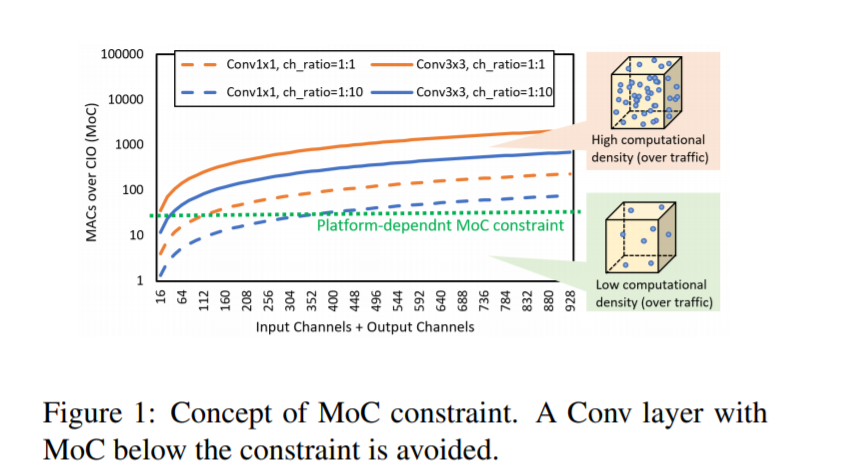 100000
10000
1000
100
10
1
MACs over CIO (MoC)
Conv1x1, ch_ratio=1:1
Conv3x3, ch_ratio=1:1
Conv1x1, ch_ratio=1:10
Conv3x3, ch_ratio=1:10
Platform-dependnt MoC constraint
16 64 112 160 208 256 304 352 400 448 496 544 592 640 688 736 784 832 880 928
Input Channels + Output Channels
High computational
density (over traffic)
Low computational
density (over traffic)
Figure 1: Concept of MoC constraint. A Conv layer with
MoC below the constraint is avoided.